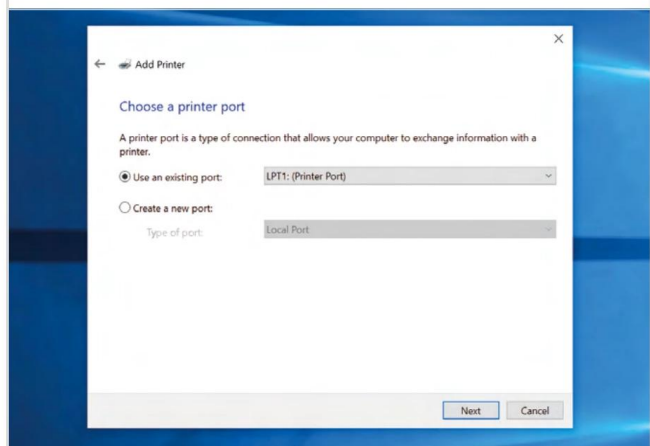 Add Printer
Choose a printer port
A printer port is a type of connection that allows your computer to exchange information with a
printer.
Use an existing port: LPT1: (Printer Port)
Create a new port:
Type of port: Local Port
Next Cancel